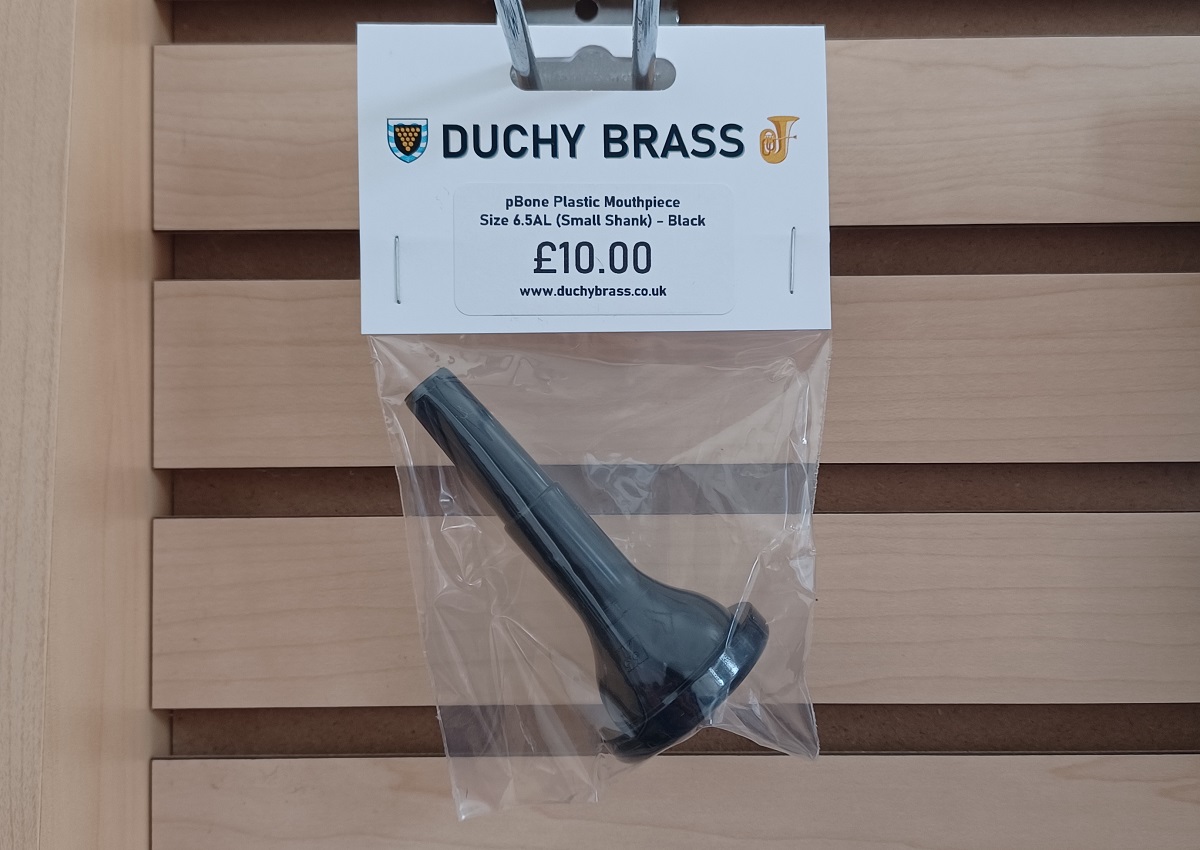 DUCHY BRASS
pBone Plastic Mouthpiece
Size 6.5AL (Small Shank) - Black
£10.00
www.duchybrass.co.uk